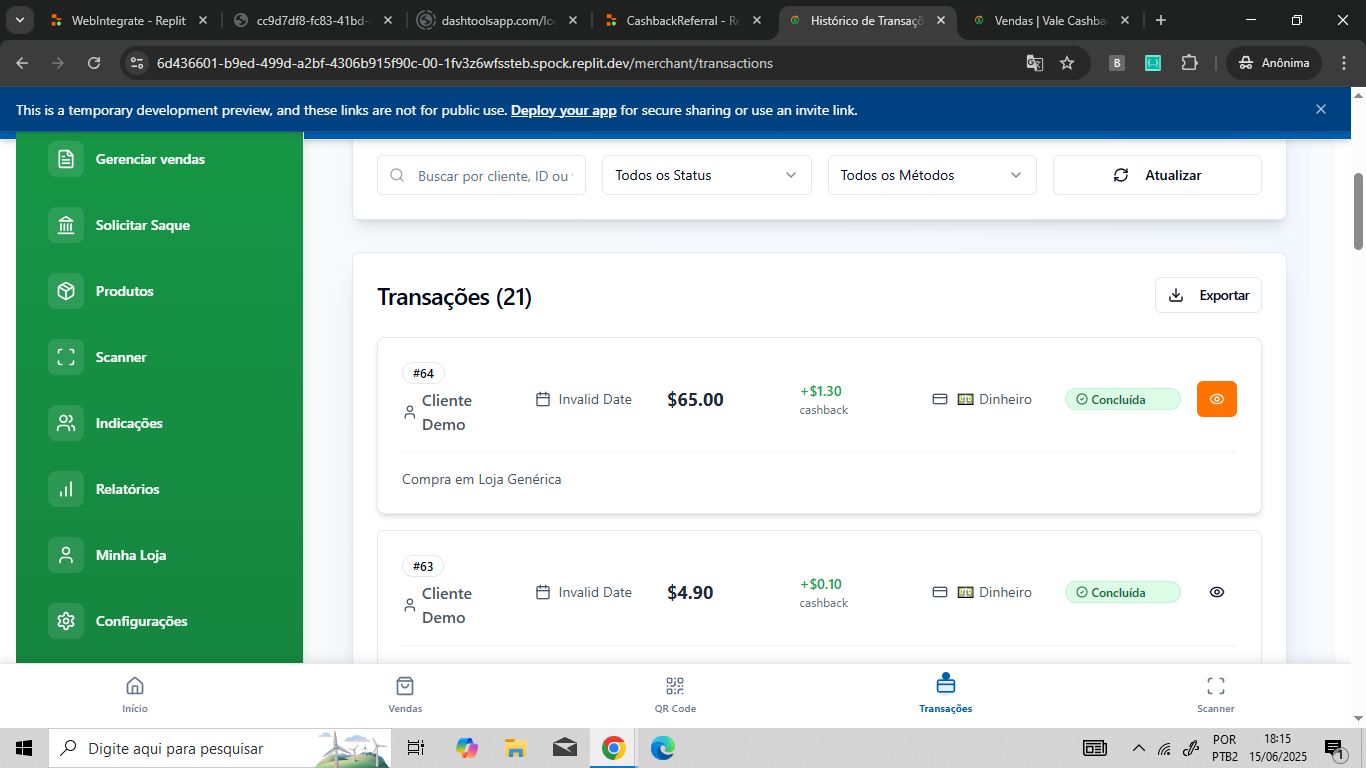 WebIntegrate - Replit
cc9d7df8-fc83-41bd-
dashtoolsapp.com/lo
CashbackReferral - Re
Histórico de Transaçõ
Vendas | Vale Cashba
6d436601-b9ed-499d-a2bf-4306b915f90c-00-1fv3z6wfssteb.spock.replit.dev/merchant/transactions
B
Anônima
This is a temporary development preview, and these links are not for public use. Deploy your app for secure sharing or use an invite link.
Gerenciar vendas
Solicitar Saque
Produtos
Scanner
Indicações
Relatórios
Minha Loja
Configurações
Buscar por cliente, ID ou
Todos os Status
Todos os Métodos
Atualizar
Transações (21)
Exportar
#64
Cliente
Demo
Invalid Date
$65.00
+$1.30
cashback
Dinheiro
Concluída
Compra em Loja Genérica
#63
Cliente
Demo
Invalid Date
$4.90
+$0.10
cashback
Dinheiro
Concluída
Início
Vendas
QR Code
Transações
Scanner
Digite aqui para pesquisar
POR
PTB2
18:15
15/06/2025
1